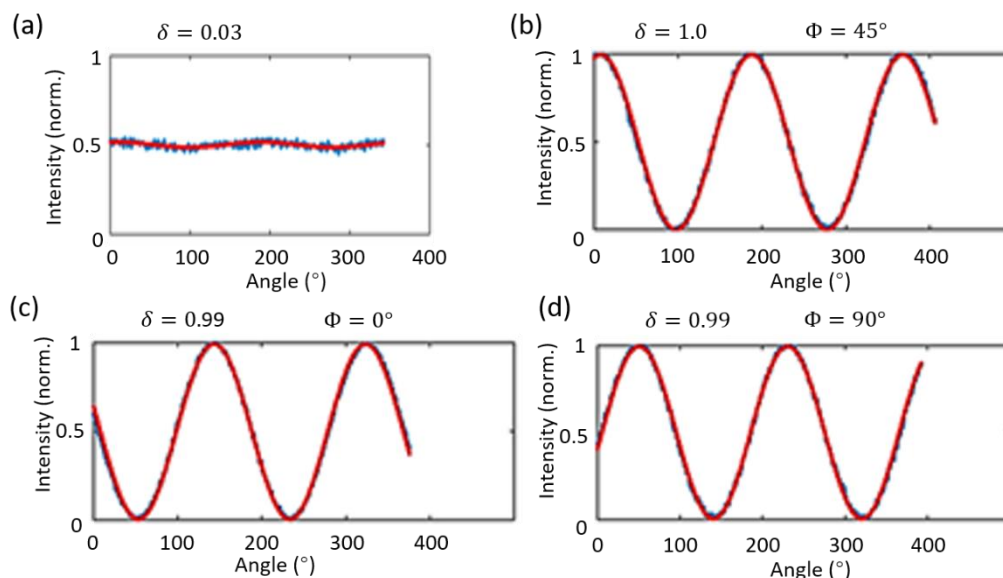 (a)
δ = 0.03
Intensity (norm.)
1
0.5
0
0 100 200 300 400
Angle (°)
(b)
δ = 1.0 Φ = 45°
Intensity (norm.)
1
0.5
0
0 100 200 300 400
Angle (°)
(c)
δ = 0.99 Φ = 0°
Intensity (norm.)
1
0.5
0
0 100 200 300 400
Angle (°)
(d)
δ = 0.99 Φ = 90°
Intensity (norm.)
1
0.5
0
0 100 200 300 400
Angle (°)